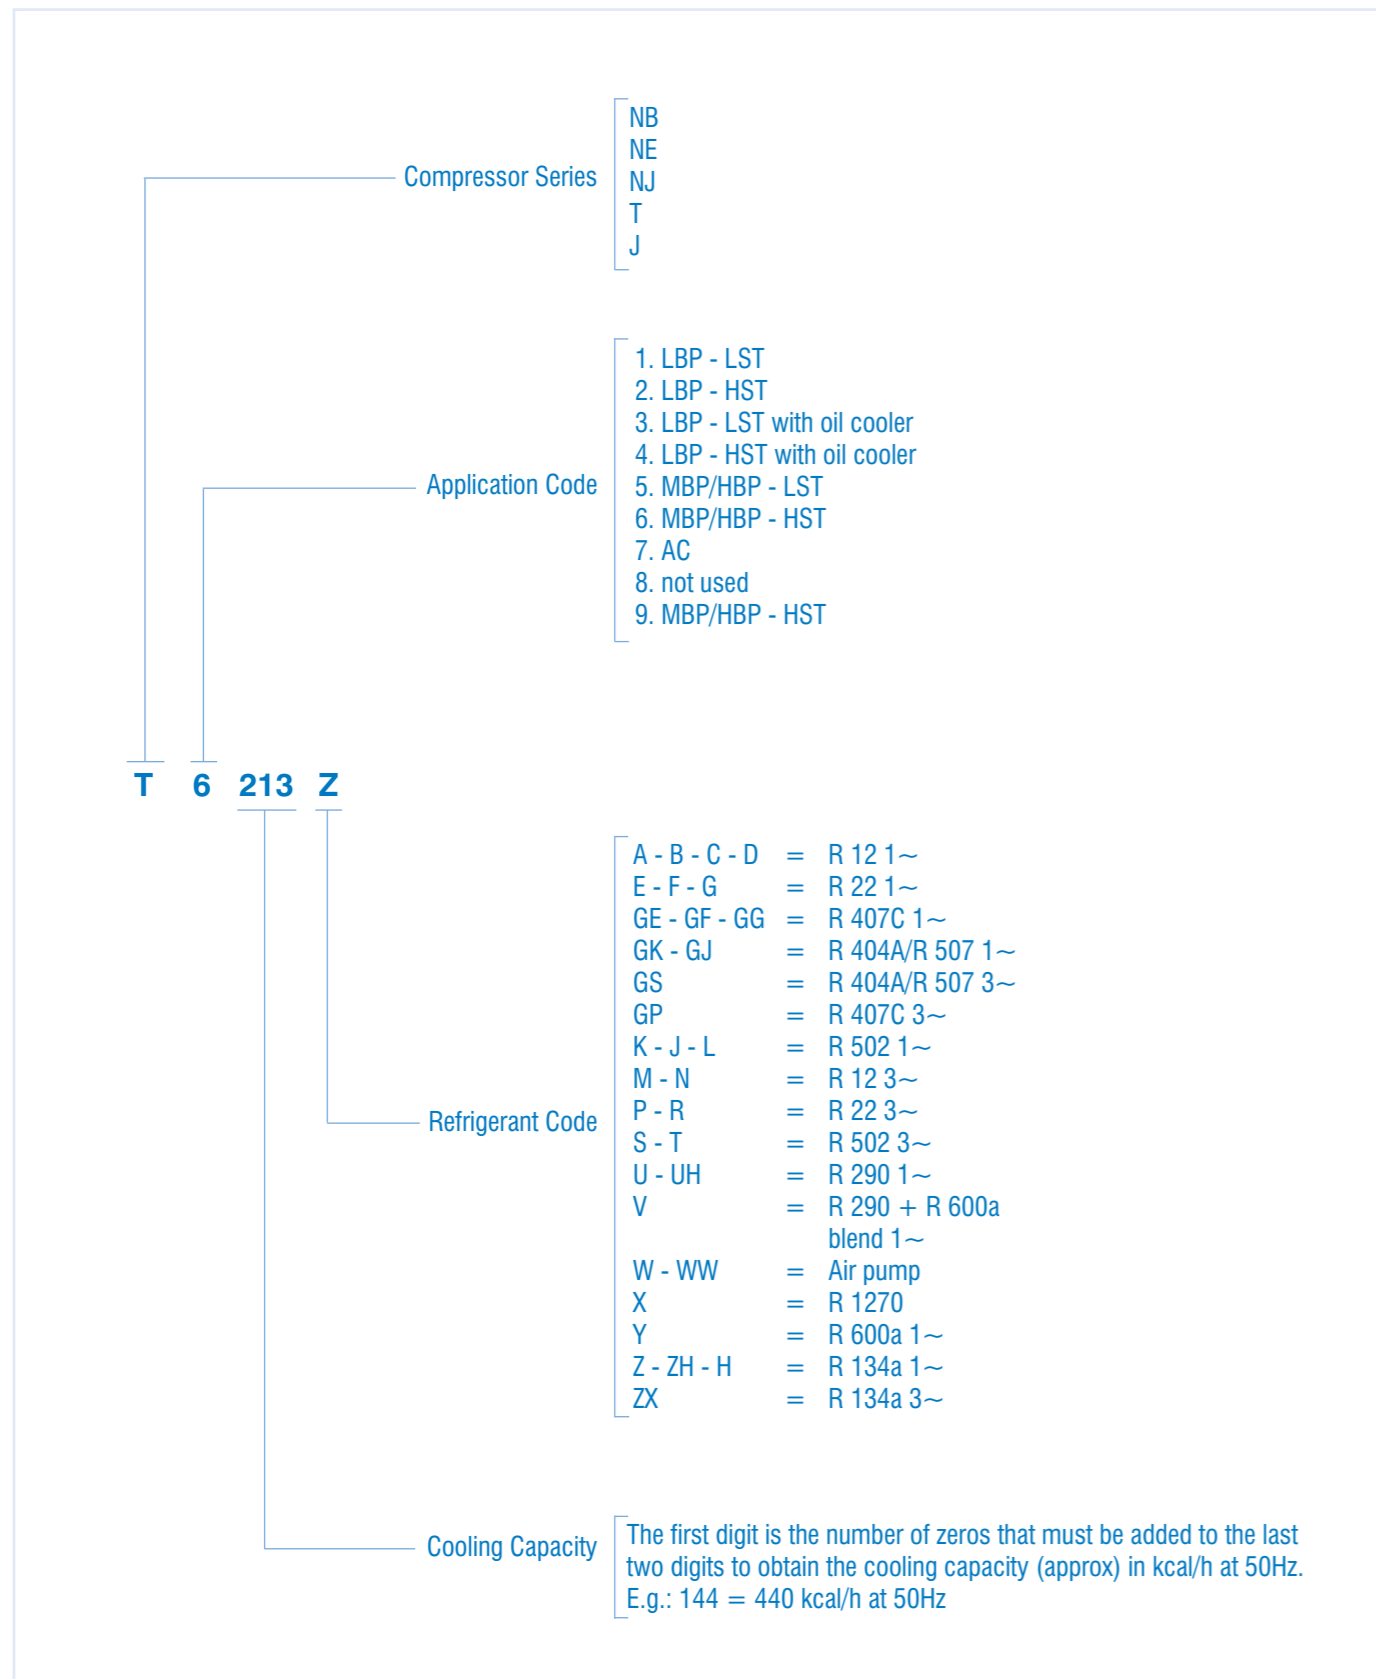 NB
NE
Compressor Series NJ
T
J
1. LBP - LST
2. LBP - HST
3. LBP - LST with oil cooler
4. LBP - HST with oil cooler
Application Code 5. MBP/HBP - LST
6. MBP/HBP - HST
7. AC
8. not used
9. MBP/HBP - HST
T 6 213 Z
A - B - C - D = R 12 1~
E - F - G = R 22 1~
GE - GF - GG = R 407C 1~
GK - GJ = R 404A/R 507 1~
GS = R 404A/R 507 3~
GP = R 407C 3~
K - J - L = R 502 1~
M - N = R 12 3~
P - R = R 22 3~
Refrigerant Code
S - T = R 502 3~
U - UH = R 290 1~
V = R 290 + R 600a
blend 1~
W - WW = Air pump
X = R 1270
Y = R 600a 1~
Z - ZH - H = R 134a 1~
ZX = R 134a 3~
The first digit is the number of zeros that must be added to the last
Cooling Capacity two digits to obtain the cooling capacity (approx) in kcal/h at 50Hz.
E.g.: 144 = 440 kcal/h at 50Hz